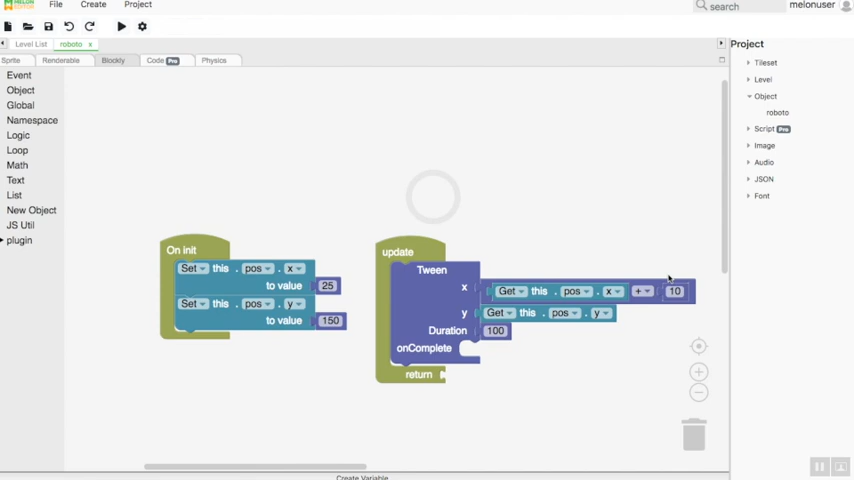 MELON
EDITOR
File Create Project
search
melonuser
Level List roboto x
Sprite Renderable Blockly Code Pro Physics
Event
Object
Global
Namespace
Logic
Loop
Math
Text
List
New Object
JS Util
plugin
On init
Set this . pos . x
to value 25
Set this . pos . y
to value 150
update
Tween
x Get this . pos . x + 10
y Get this . pos . y
Duration 100
onComplete
return
Create Variable
Project
Tileset
Level
Object
roboto
Script Pro
Image
Audio
JSON
Font